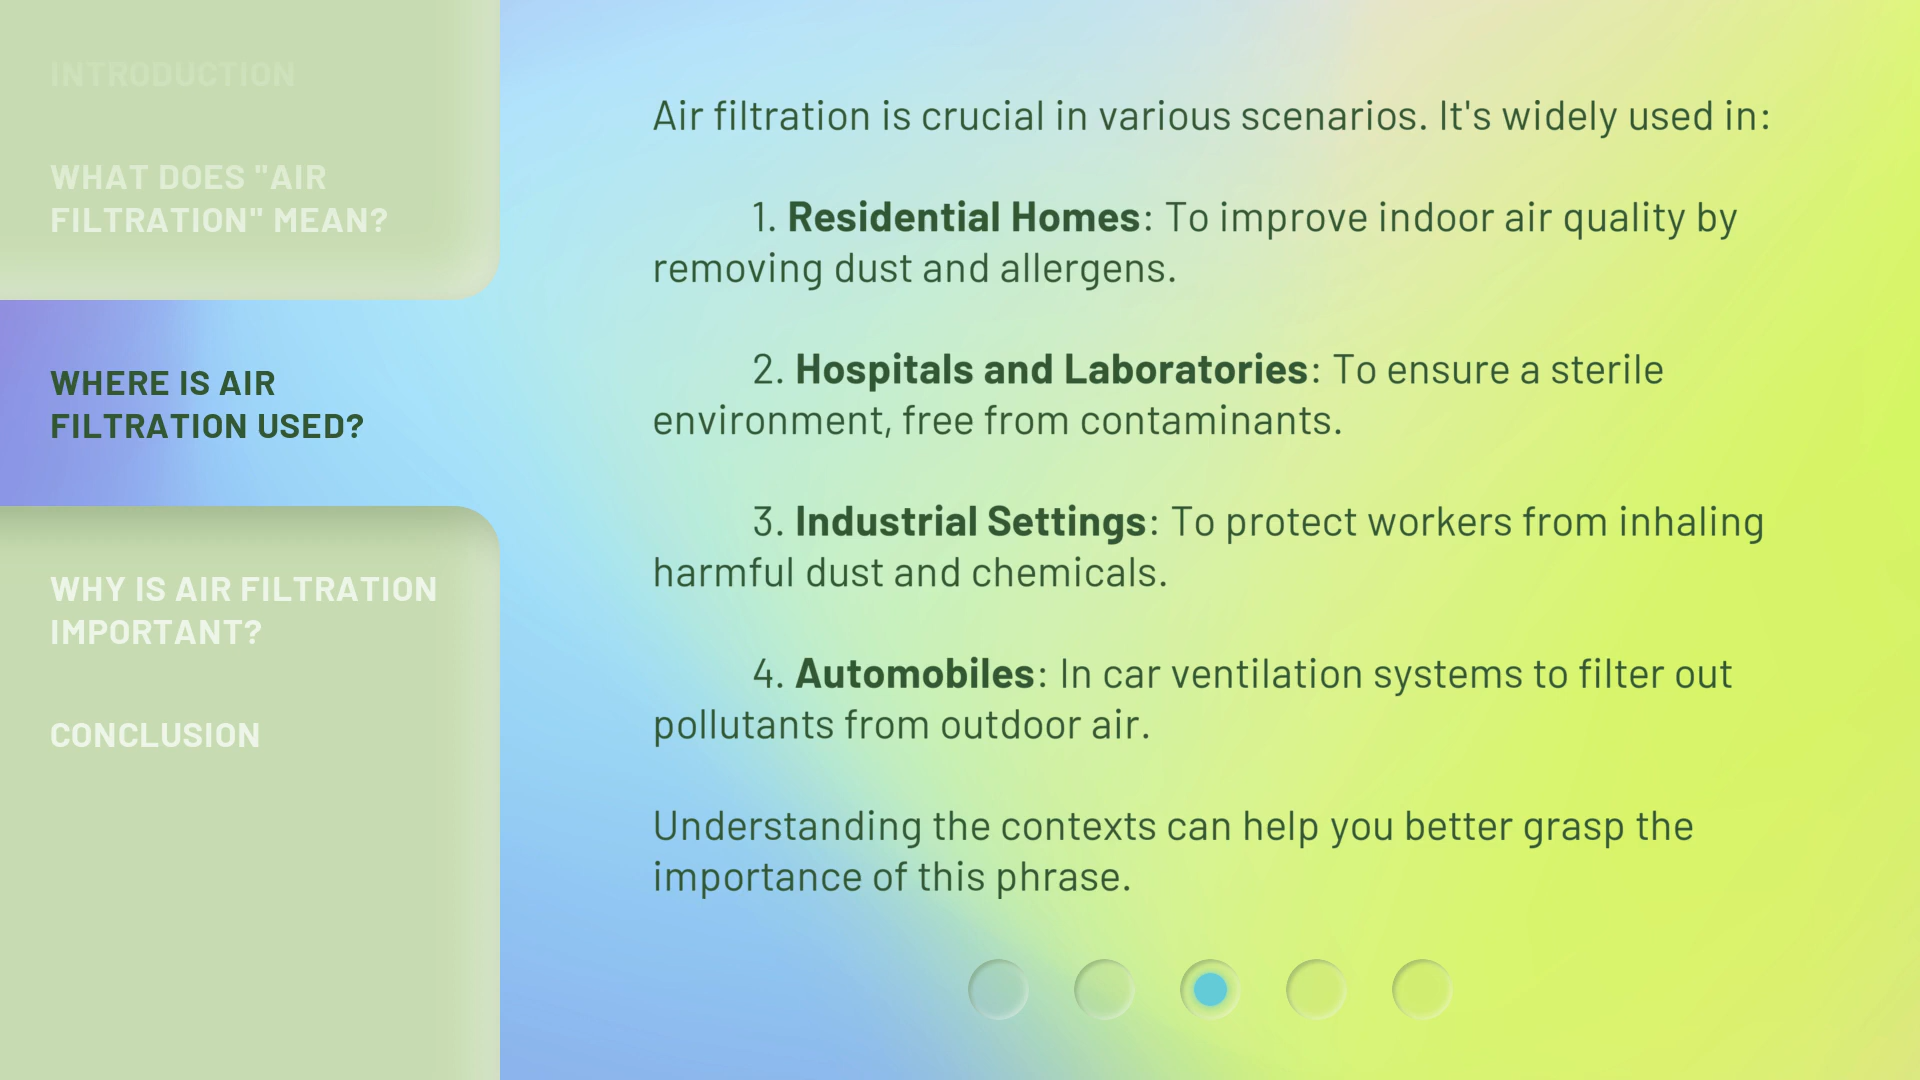 INTRODUCTION
WHAT DOES "AIR
FILTRATION" MEAN?
WHERE IS AIR
FILTRATION USED?
WHY IS AIR FILTRATION
IMPORTANT?
CONCLUSION
Air filtration is crucial in various scenarios. It's widely used in:
1. Residential Homes: To improve indoor air quality by
removing dust and allergens.
2. Hospitals and Laboratories: To ensure a sterile
environment, free from contaminants.
3. Industrial Settings: To protect workers from inhaling
harmful dust and chemicals.
4. Automobiles: In car ventilation systems to filter out
pollutants from outdoor air.
Understanding the contexts can help you better grasp the
importance of this phrase.